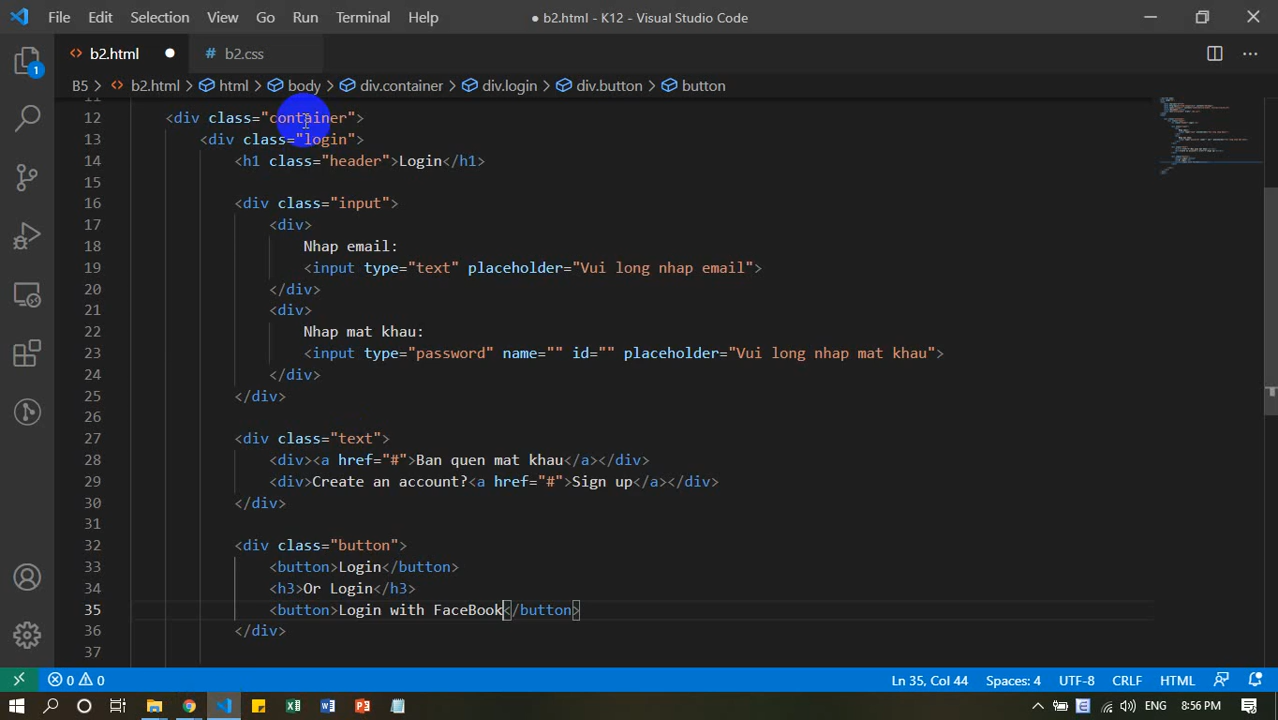 File Edit Selection View Go Run Terminal Help ● b2.html - K12 - Visual Studio Code
<> b2.html ● # b2.css
B5 > <> b2.html > html > body > div.container > div.login > div.button > button
11
12 <div class="container">
13 <div class="login">
14 <h1 class="header">Login</h1>
15
16 <div class="input">
17 <div>
18 Nhap email:
19 <input type="text" placeholder="Vui long nhap email">
20 </div>
21 <div>
22 Nhap mat khau:
23 <input type="password" name="" id="" placeholder="Vui long nhap mat khau">
24 </div>
25 </div>
26
27 <div class="text">
28 <div><a href="#">Ban quen mat khau</a></div>
29 <div>Create an account?<a href="#">Sign up</a></div>
30 </div>
31
32 <div class="button">
33 <button>Login</button>
34 <h3>Or Login</h3>
35 <button>Login with FaceBook</button>
36 </div>
37
0 0 Ln 35, Col 44 Spaces: 4 UTF-8 CRLF HTML
ENG 8:56 PM